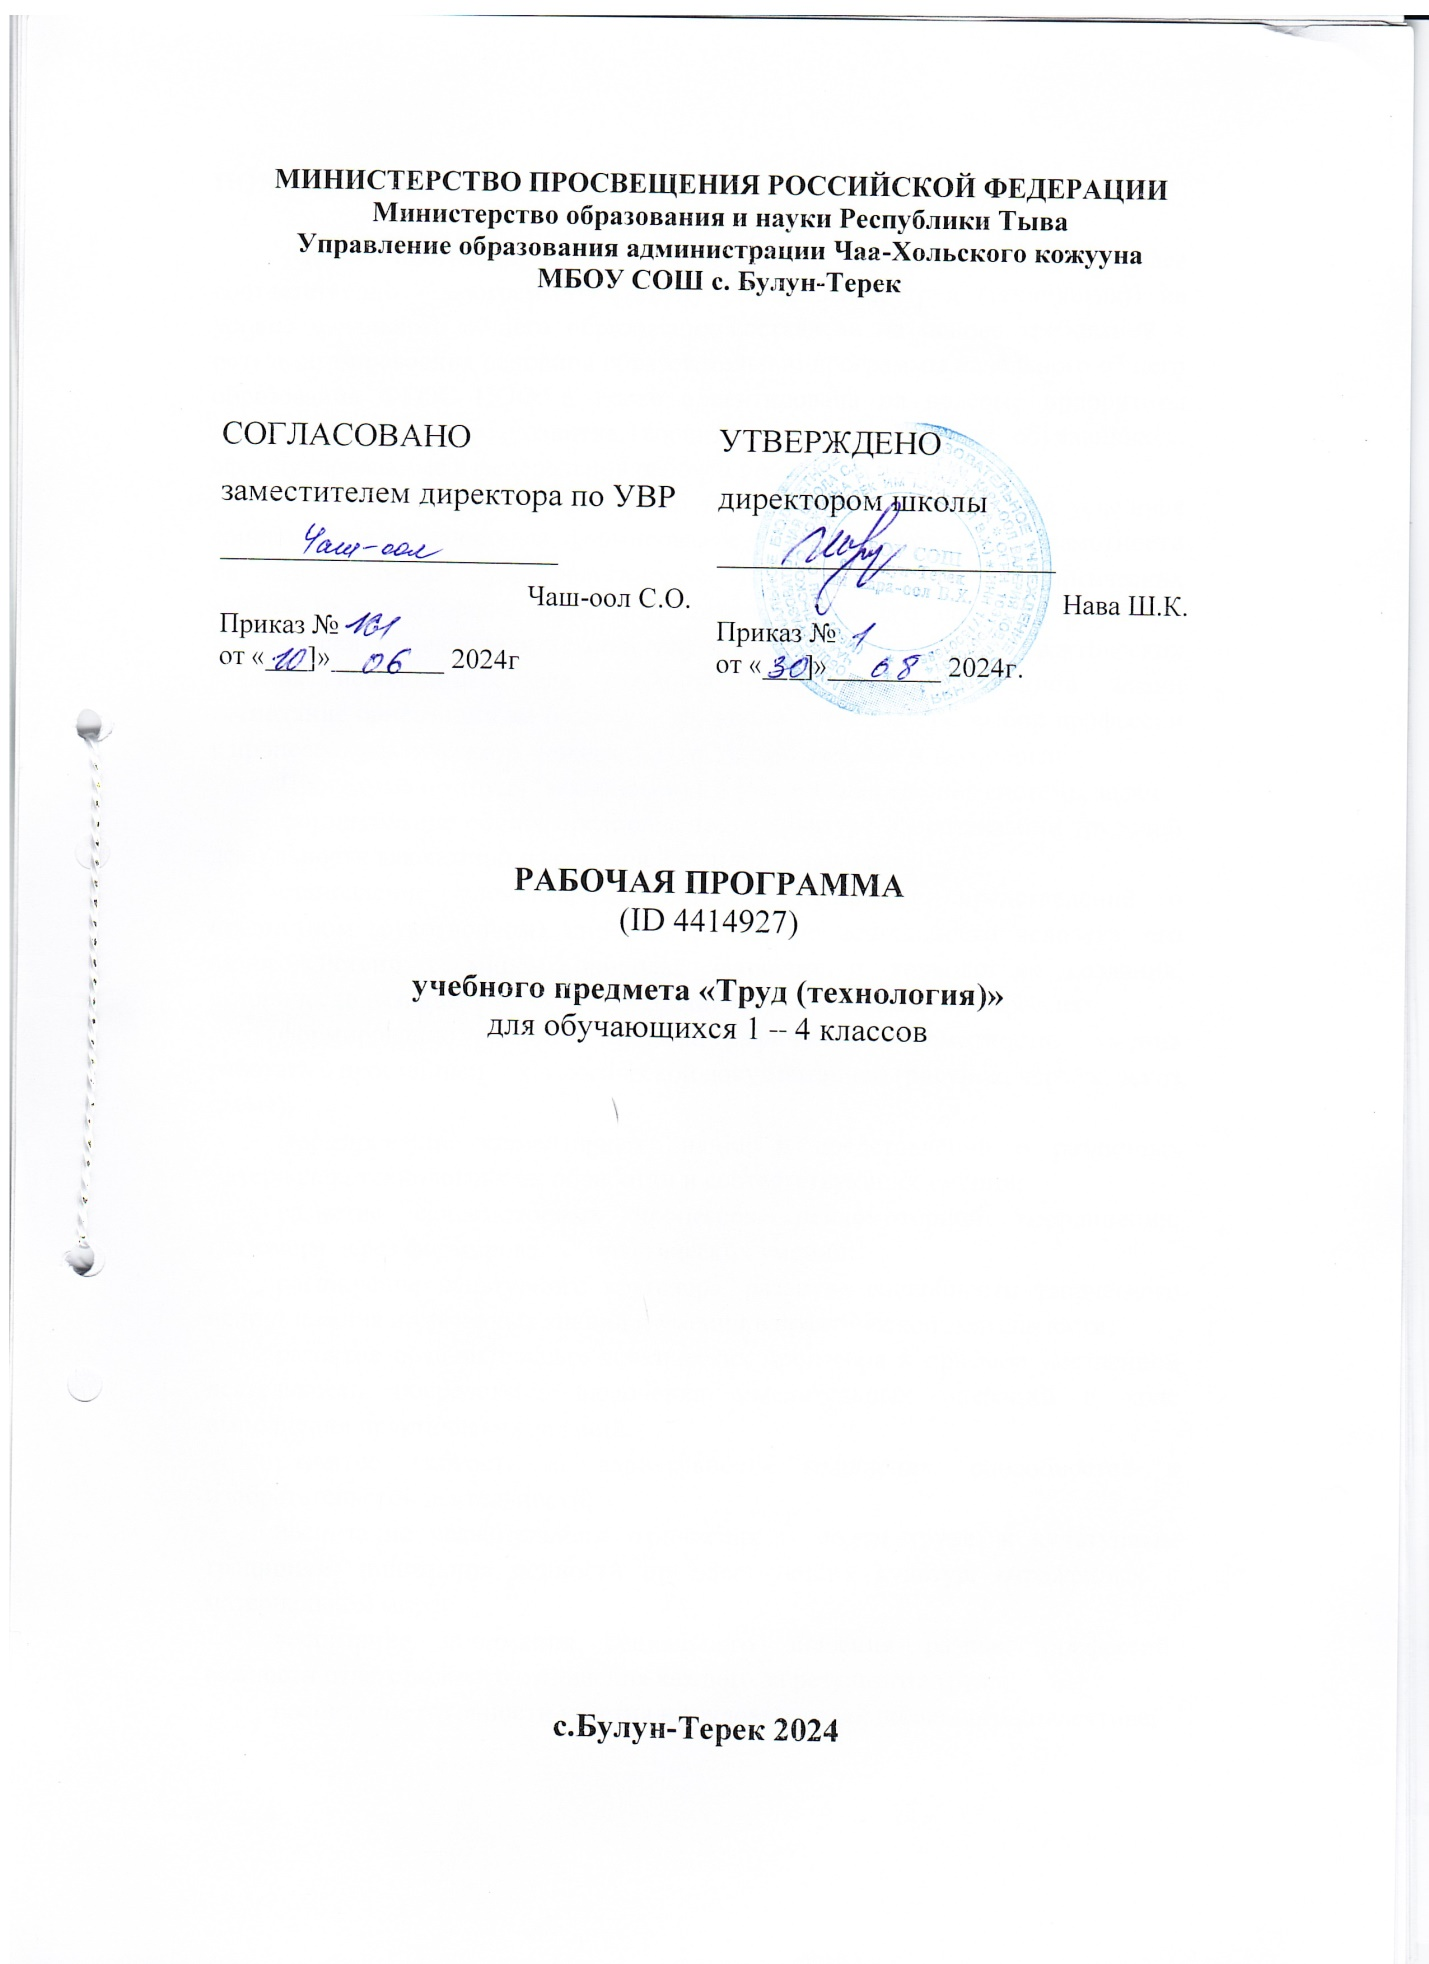 МИНИСТЕРСТВО ПРОСВЕЩЕНИЯ РОССИЙСКОЙ ФЕДЕРАЦИИ
Министерство образования и науки Республики Тыва
Управление образования администрации Чаа-Хольского кожууна
МБОУ СОШ с. Булун-Терек
СОГЛАСОВАНО
заместителем директора по УВР
Чаш-оол
Чаш-оол С.О.
Приказ № 161
от «10]» 06 2024г
УТВЕРЖДЕНО
директором школы
Нава Ш.К.
Приказ № 1
от «30]» 08 2024г.
РАБОЧАЯ ПРОГРАММА
(ID 4414927)
учебного предмета «Труд (технология)»
для обучающихся 1 – 4 классов
с.Булун-Терек 2024